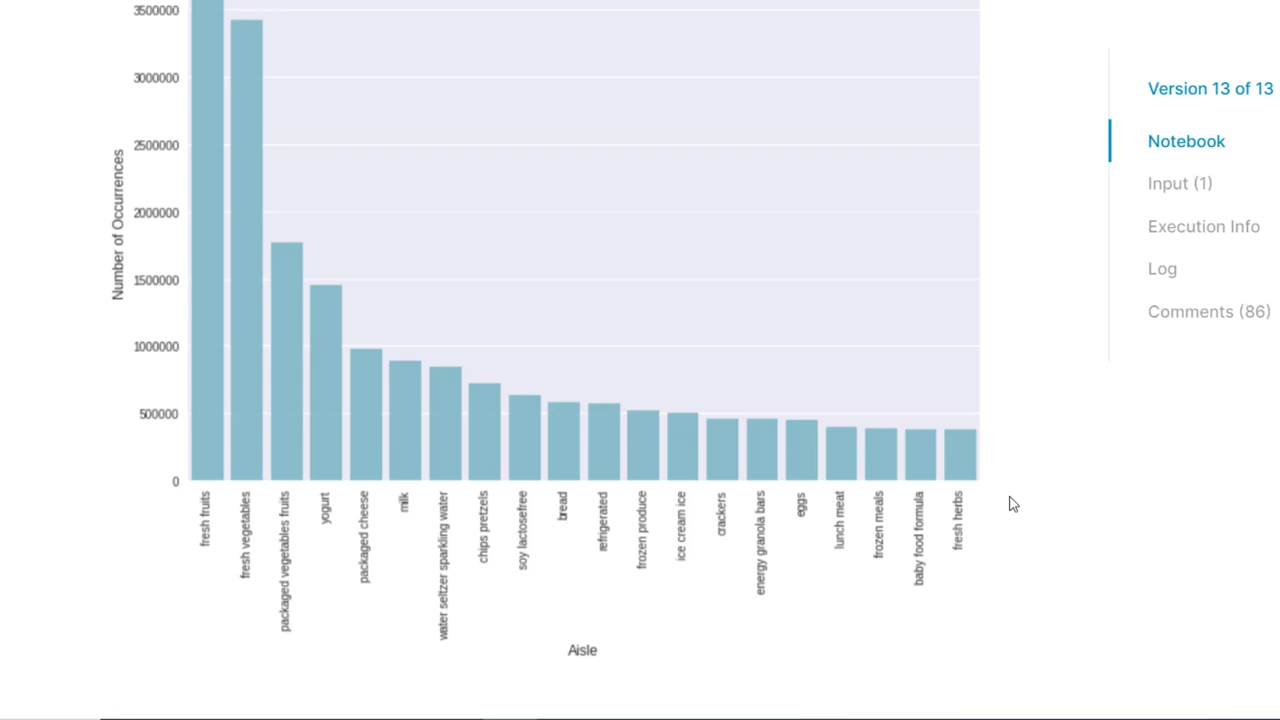 3500000
3000000
2500000
2000000
1500000
1000000
500000
0
Number of Occurrences
fresh fruits
fresh vegetables
packaged vegetables fruits
yogurt
packaged cheese
milk
water seltzer sparkling water
chips pretzels
soy lactosefree
bread
refrigerated
frozen produce
ice cream ice
crackers
energy granola bars
eggs
lunch meat
frozen meals
baby food formula
fresh herbs
Aisle
Version 13 of 13
Notebook
Input (1)
Execution Info
Log
Comments (86)